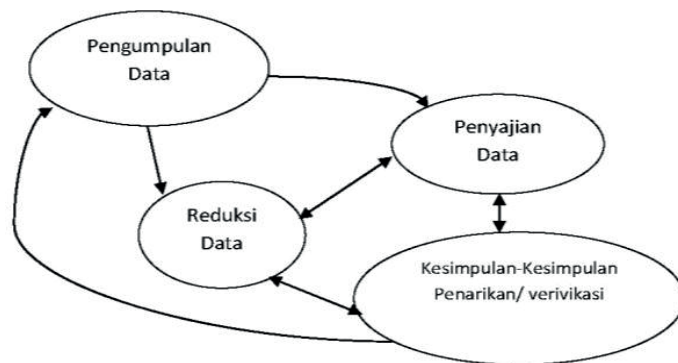 Pengumpulan
Data
Penyajian
Data
Reduksi
Data
Kesimpulan-Kesimpulan
Penarikan/ verivikasi